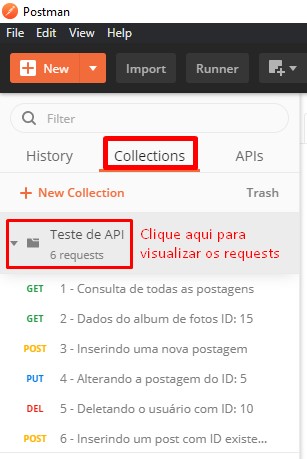 Postman
File Edit View Help
New Import Runner
Filter
History Collections APIs
+ New Collection Trash
Teste de API
6 requests
Clique aqui para
visualizar os requests
GET 1 - Consulta de todas as postagens
GET 2 - Dados do album de fotos ID: 15
POST 3 - Inserindo uma nova postagem
PUT 4 - Alterando a postagem do ID: 5
DEL 5 - Deletando o usuário com ID: 10
POST 6 - Inserindo um post com ID existe...